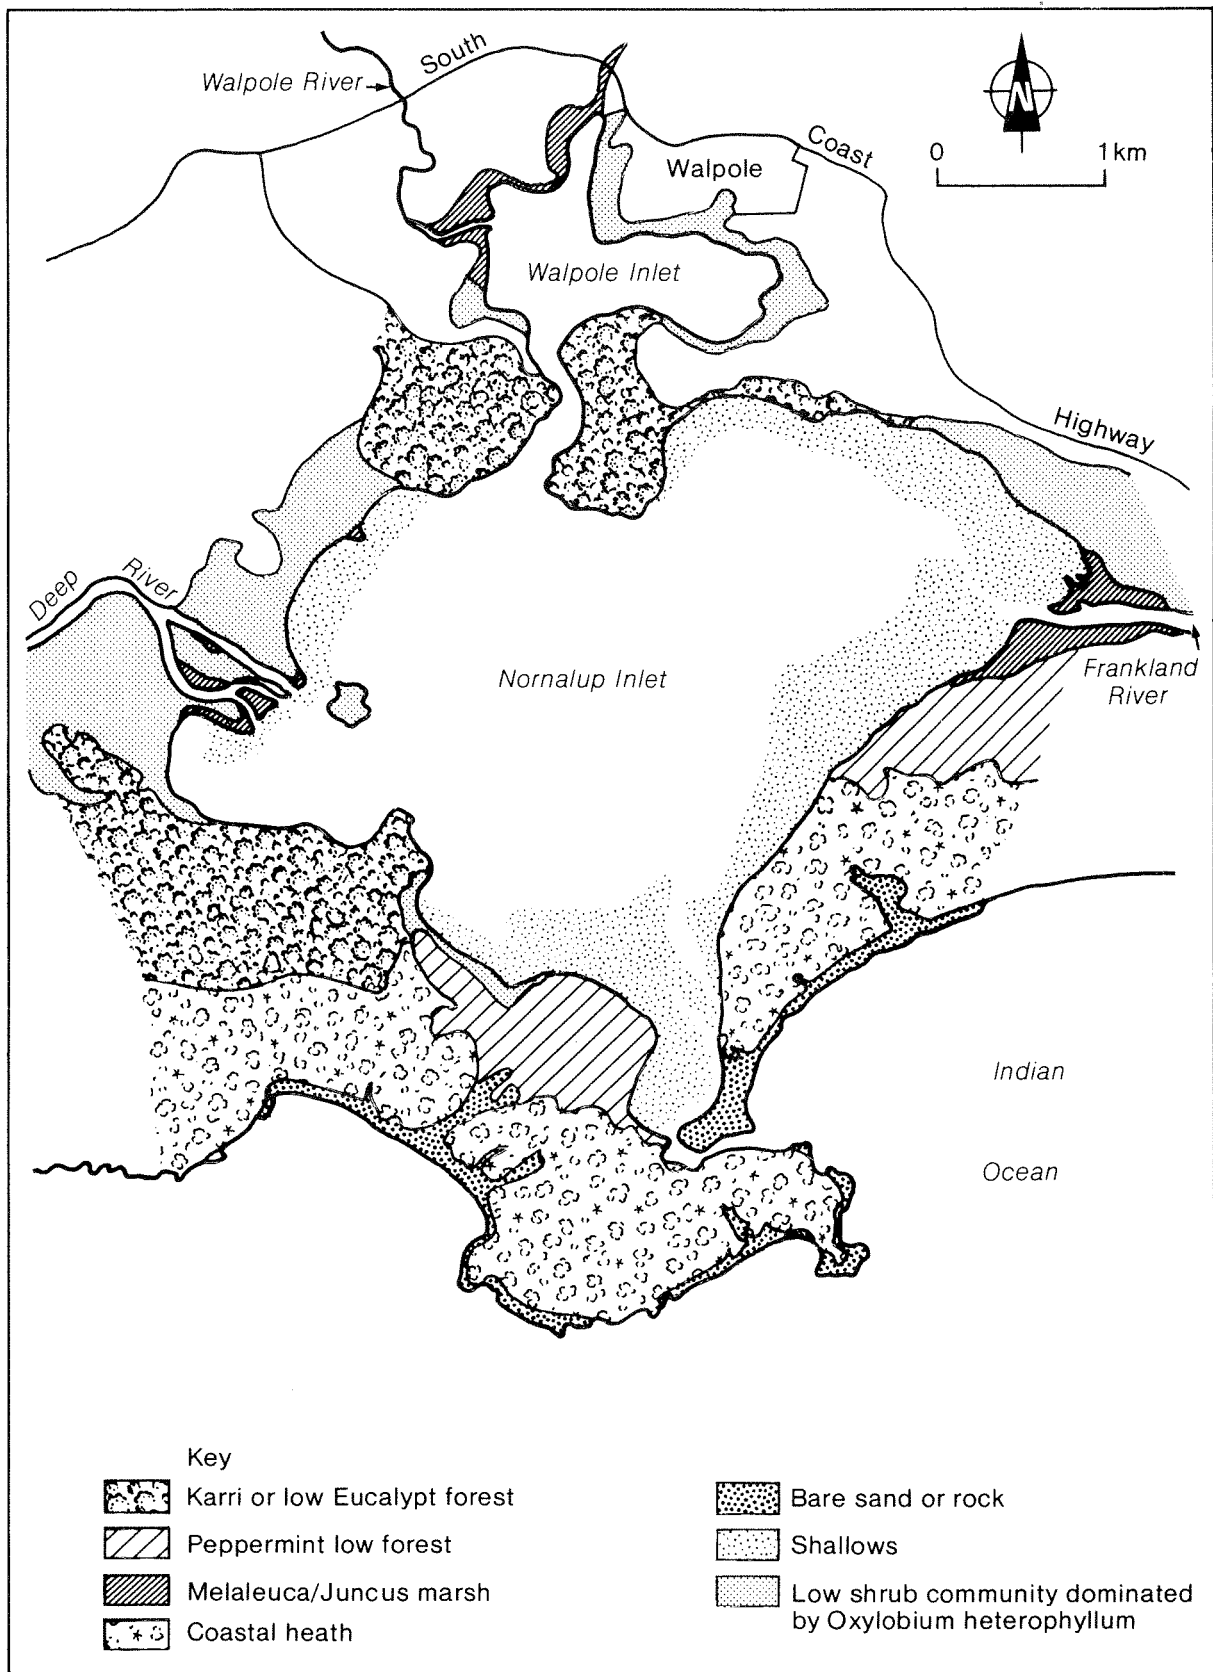 South
Walpole River
N
Coast
0 1 km
Walpole
Walpole Inlet
Highway
Deep River
Nornalup Inlet
Frankland
River
Indian
Ocean
Key
Karri or low Eucalypt forest
Peppermint low forest
Melaleuca/Juncus marsh
Coastal heath
Bare sand or rock
Shallows
Low shrub community dominated
by Oxylobium heterophyllum